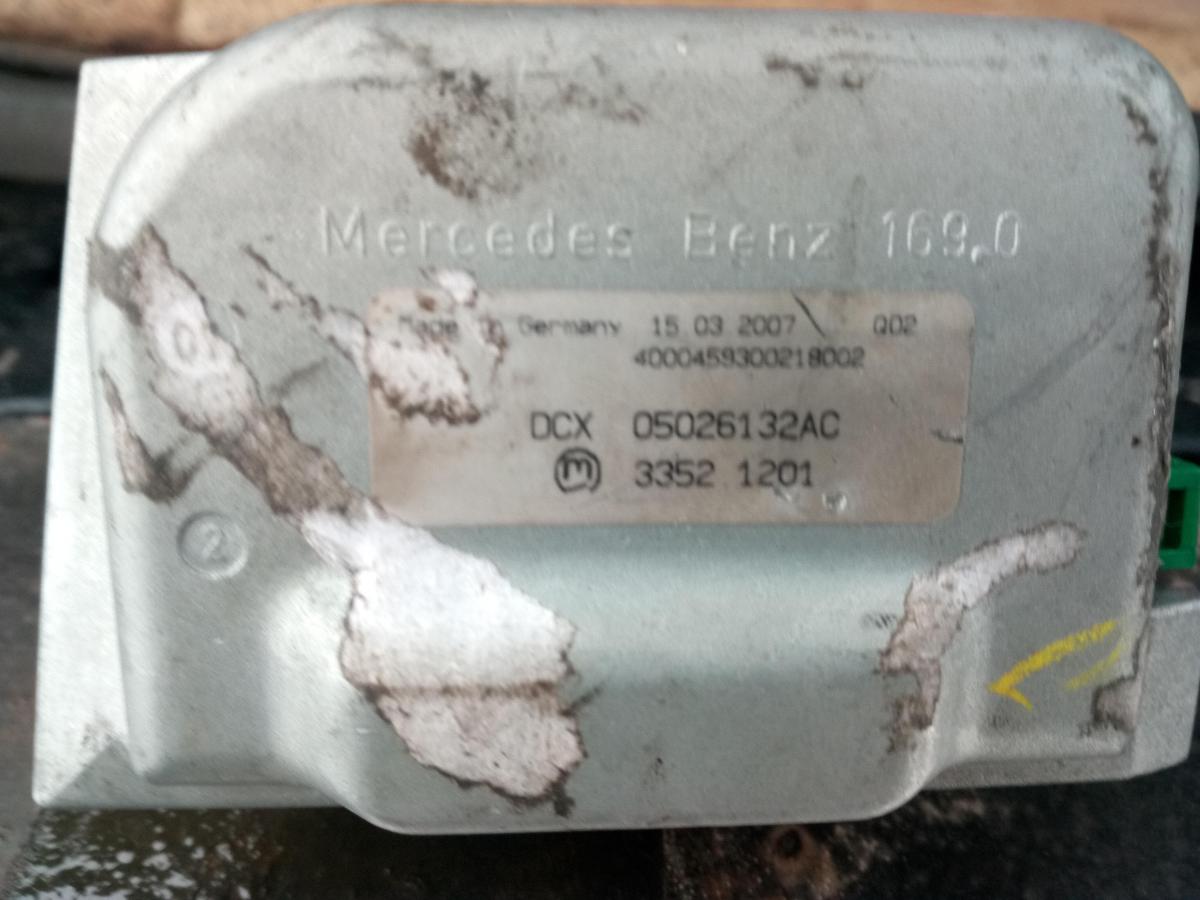 Mercedes Benz 169.0
Made in Germany 15 03 2007 Q02
4000459300218002
DCX 05026132AC
m 3352 1201